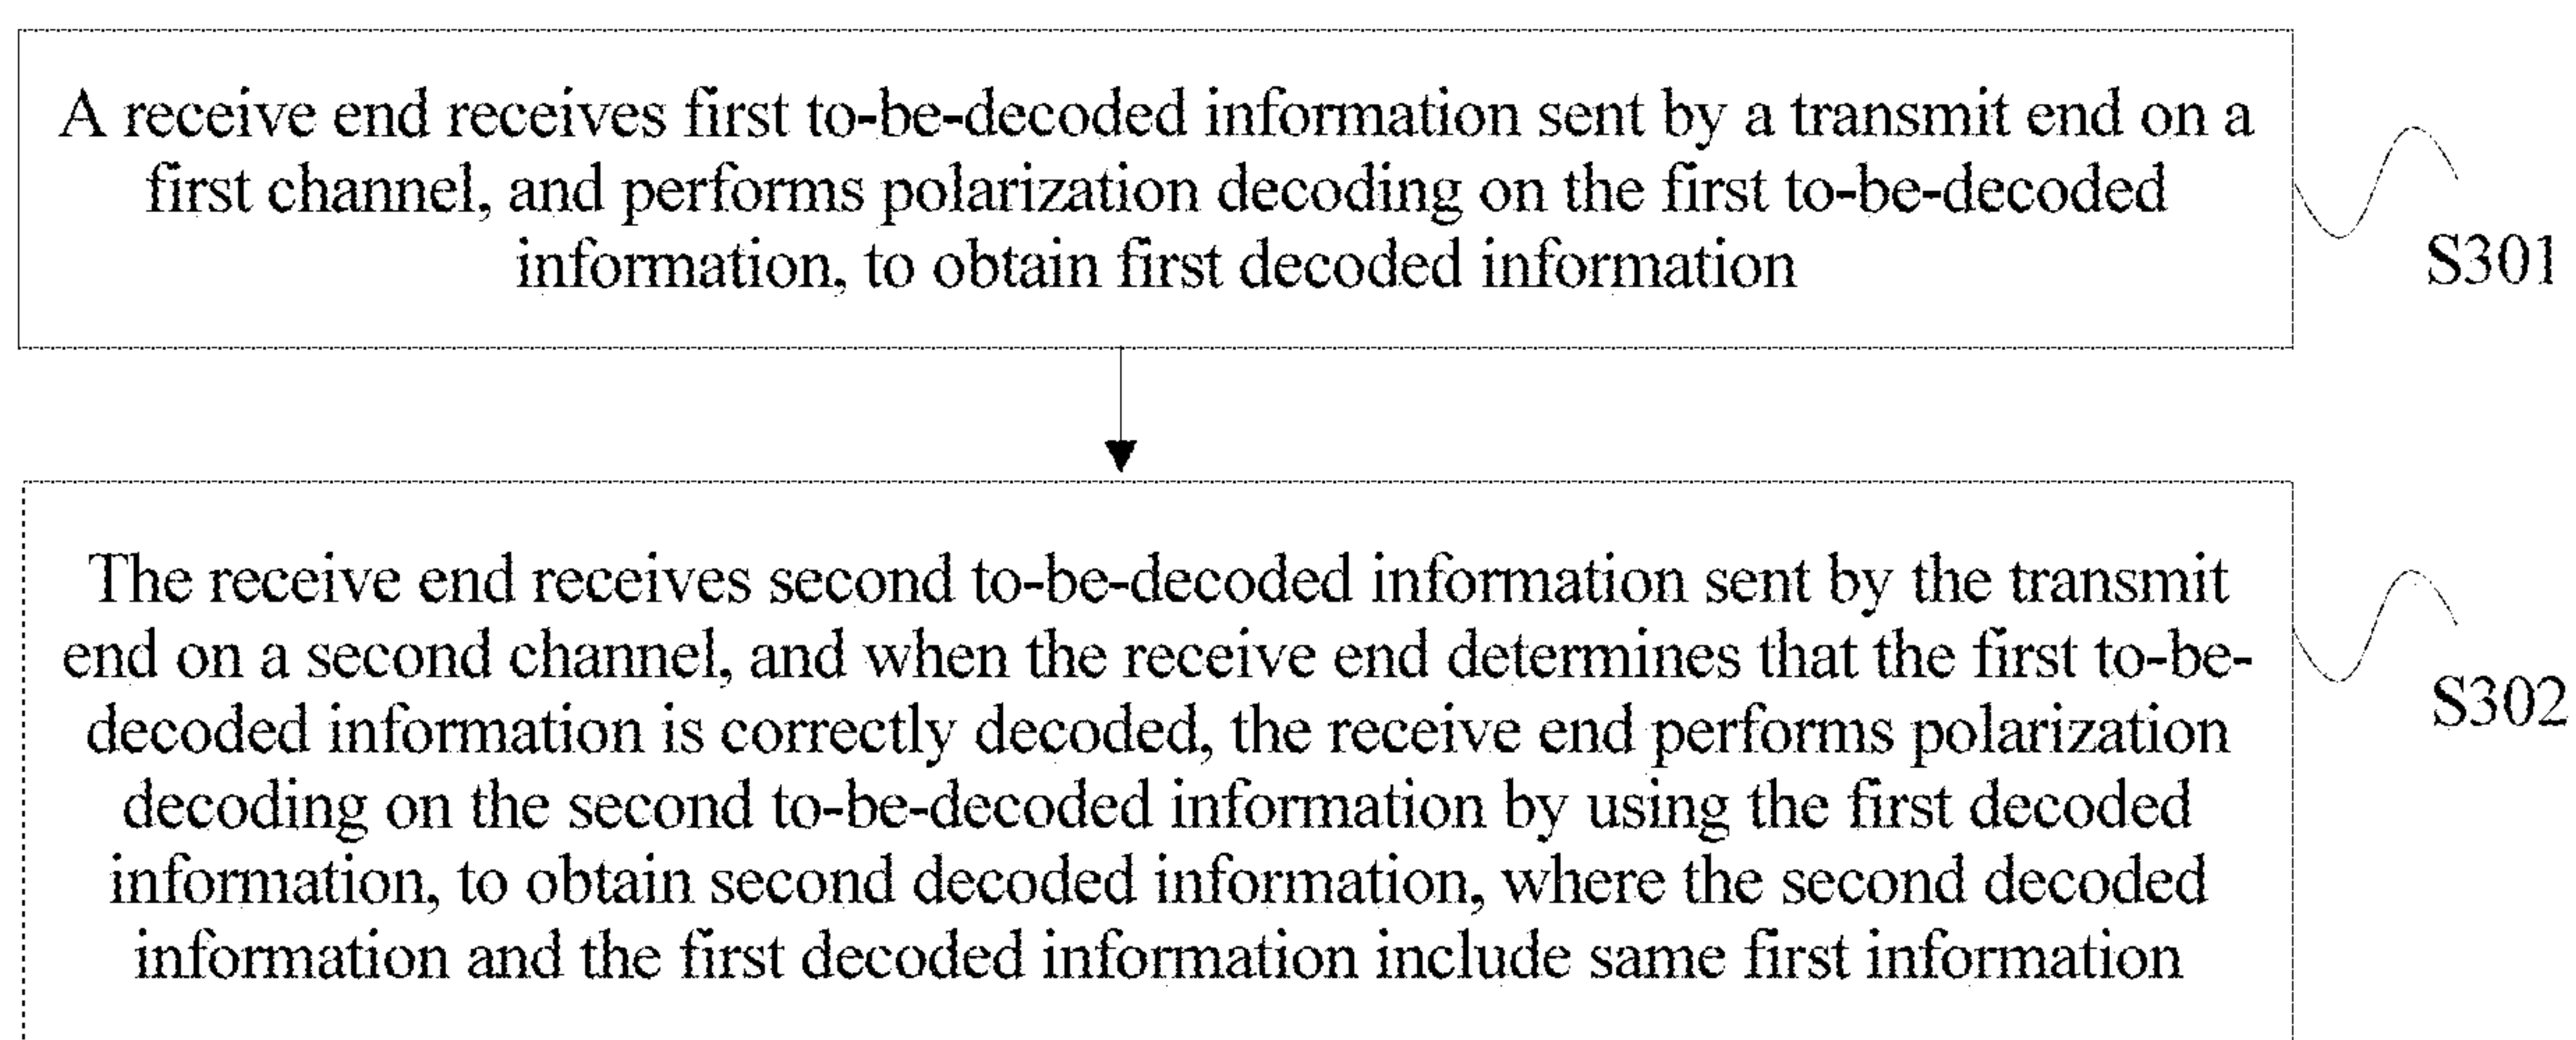 A receive end receives first to-be-decoded information sent by a transmit end on a
first channel, and performs polarization decoding on the first to-be-decoded
information, to obtain first decoded information
S301
The receive end receives second to-be-decoded information sent by the transmit
end on a second channel, and when the receive end determines that the first to-be-
decoded information is correctly decoded, the receive end performs polarization
decoding on the second to-be-decoded information by using the first decoded
information, to obtain second decoded information, where the second decoded
information and the first decoded information include same first information
S302